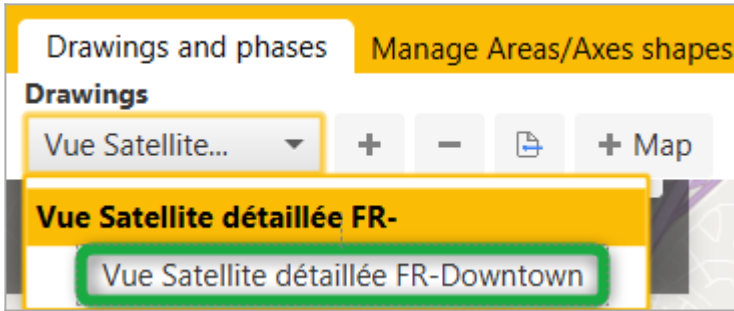 Drawings and phases Manage Areas/Axes shapes
Drawings
Vue Satellite... + − + Map
Vue Satellite détaillée FR-
Vue Satellite détaillée FR-Downtown